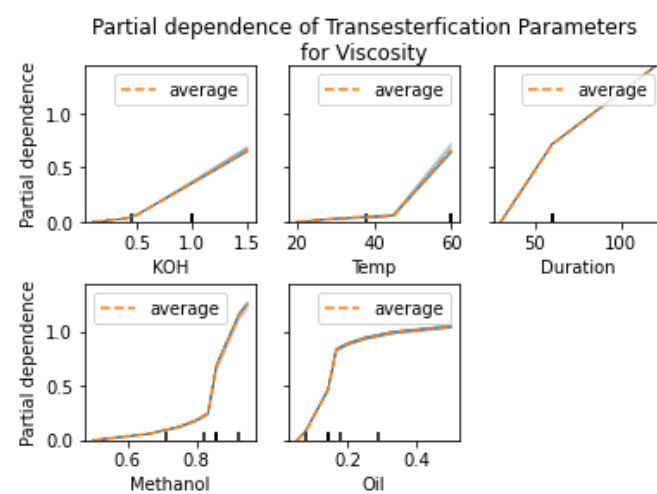 Partial dependence of Transesterfication Parameters
for Viscosity
Partial dependence
1.0
0.5
0.0
average
average
average
0.5 1.0 1.5
20 40 60
50 100
KOH
Temp
Duration
Partial dependence
1.0
0.5
0.0
average
average
0.6 0.8
0.2 0.4
Methanol
Oil